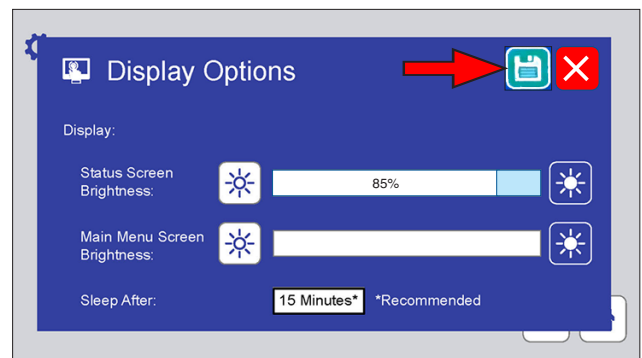 Display Options
Display:
Status Screen
Brightness:
85%
Main Menu Screen
Brightness:
Sleep After:
15 Minutes* *Recommended